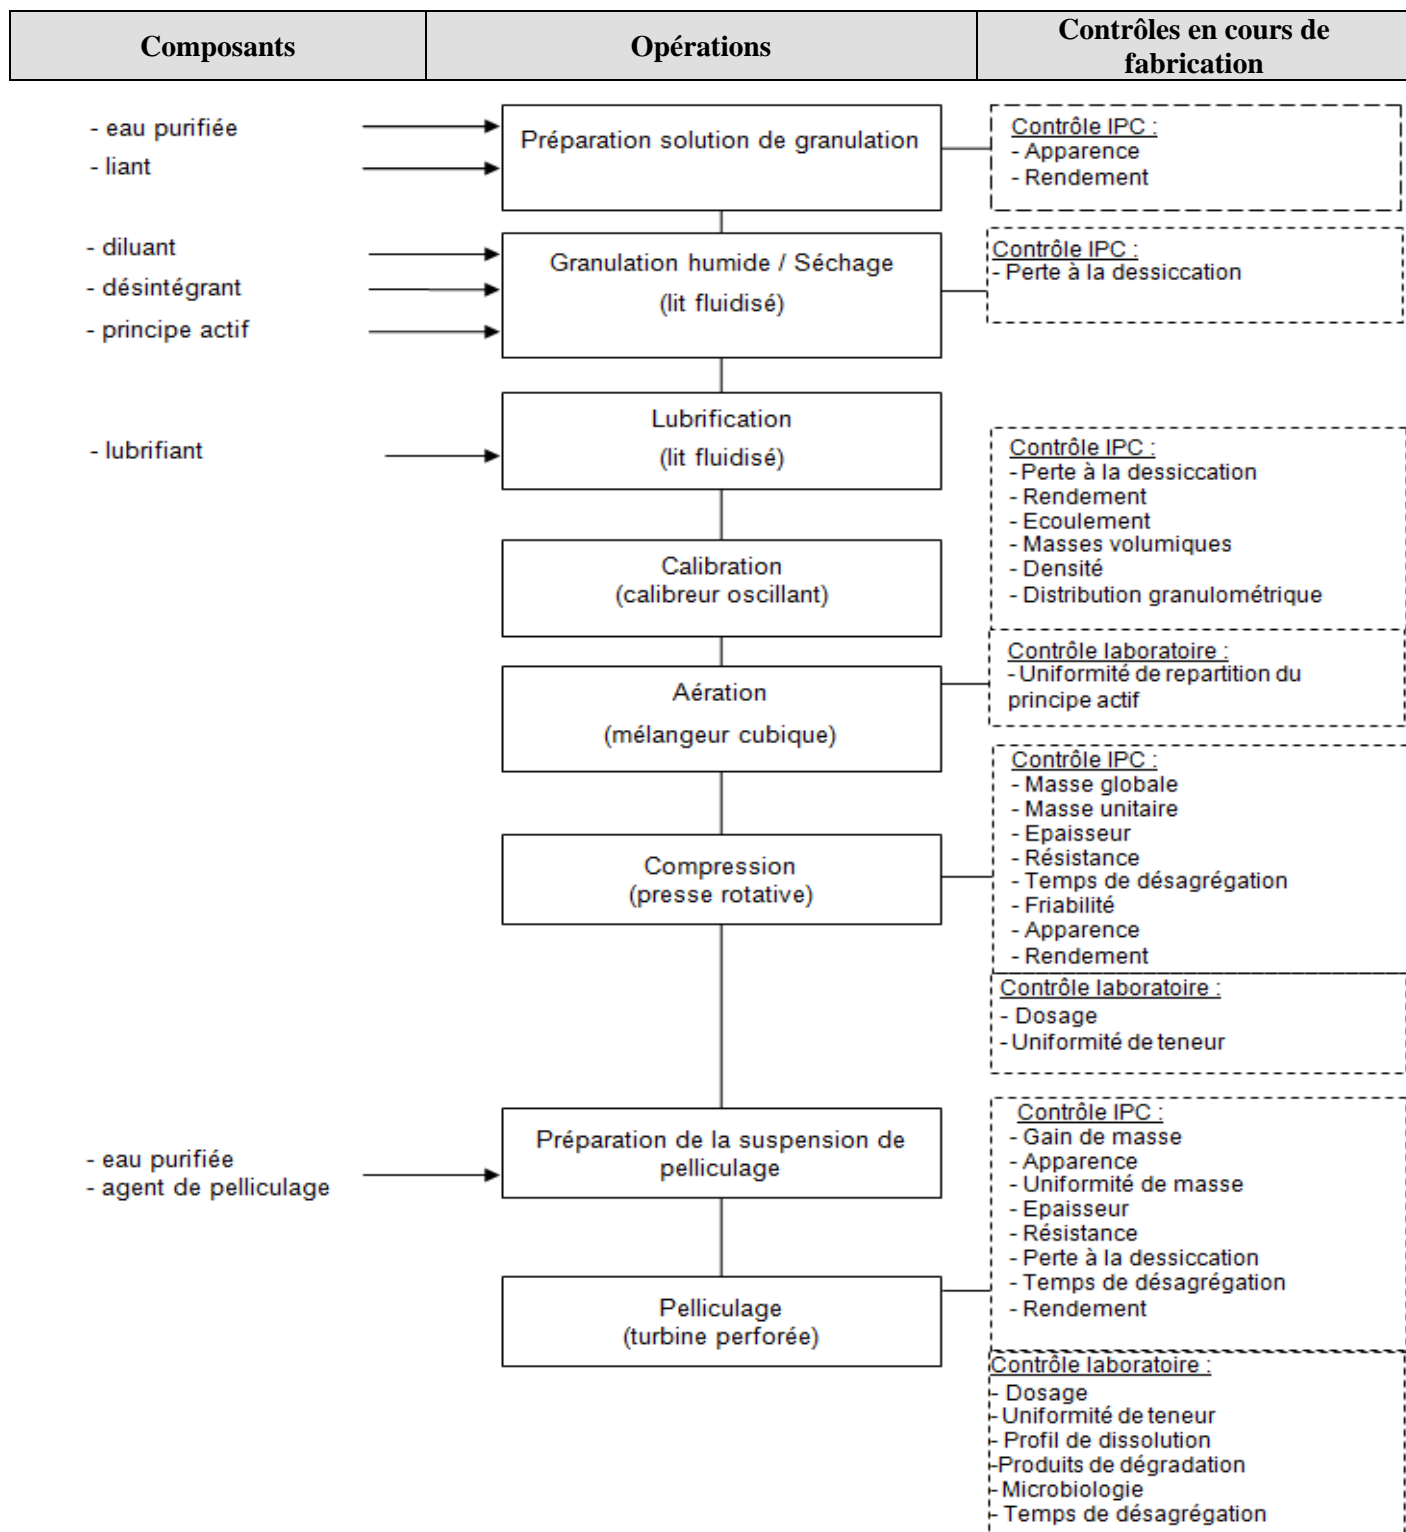 Composants
Opérations
Contrôles en cours de
fabrication
- eau purifiée
- liant
Préparation solution de granulation
Contrôle IPC :
- Apparence
- Rendement
- diluant
- désintégrant
- principe actif
Granulation humide / Séchage
(lit fluidisé)
Contrôle IPC :
- Perte à la dessiccation
- lubrifiant
Lubrification
(lit fluidisé)
Calibration
(calibreur oscillant)
Contrôle IPC :
- Perte à la dessiccation
- Rendement
- Ecoulement
- Masses volumiques
- Densité
- Distribution granulométrique
Aération
(mélangeur cubique)
Contrôle laboratoire :
- Uniformité de repartition du
principe actif
Compression
(presse rotative)
Contrôle IPC :
- Masse globale
- Masse unitaire
- Epaisseur
- Résistance
- Temps de désagrégation
- Friabilité
- Apparence
- Rendement
Contrôle laboratoire :
- Dosage
- Uniformité de teneur
- eau purifiée
- agent de pelliculage
Préparation de la suspension de
pelliculage
Pelliculage
(turbine perforée)
Contrôle IPC :
- Gain de masse
- Apparence
- Uniformité de masse
- Epaisseur
- Résistance
- Perte à la dessiccation
- Temps de désagrégation
- Rendement
Contrôle laboratoire :
- Dosage
- Uniformité de teneur
- Profil de dissolution
-Produits de dégradation
- Microbiologie
- Temps de désagrégation